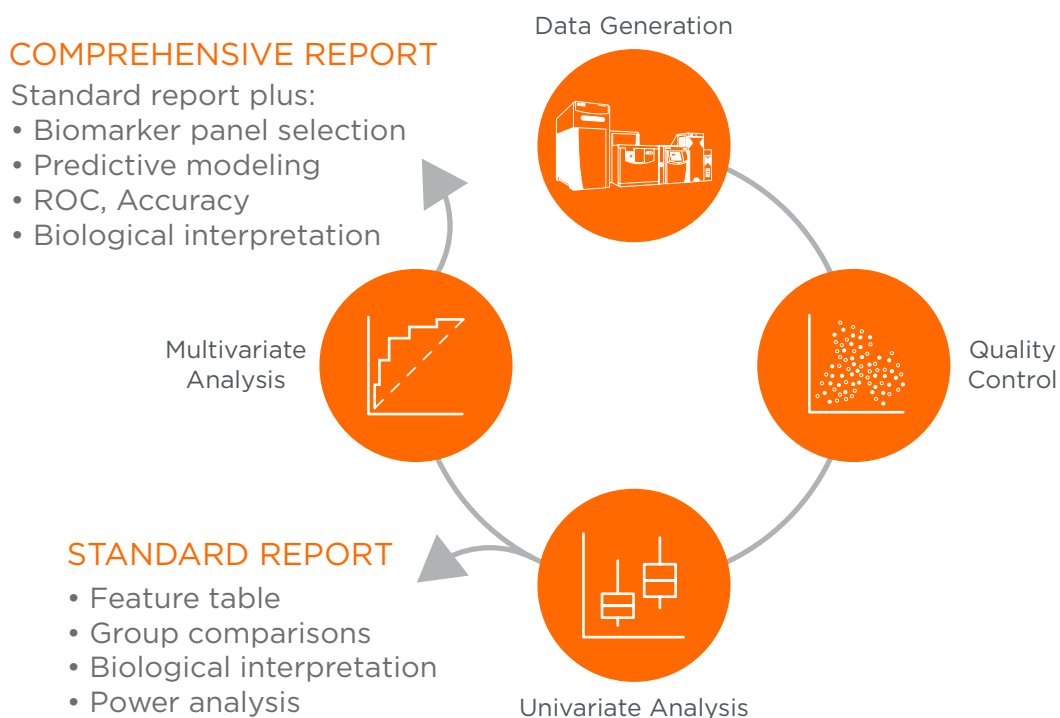 Data Generation
COMPREHENSIVE REPORT
Standard report plus:
• Biomarker panel selection
• Predictive modeling
• ROC, Accuracy
• Biological interpretation
Multivariate
Analysis
Quality
Control
STANDARD REPORT
• Feature table
• Group comparisons
• Biological interpretation
• Power analysis
Univariate Analysis